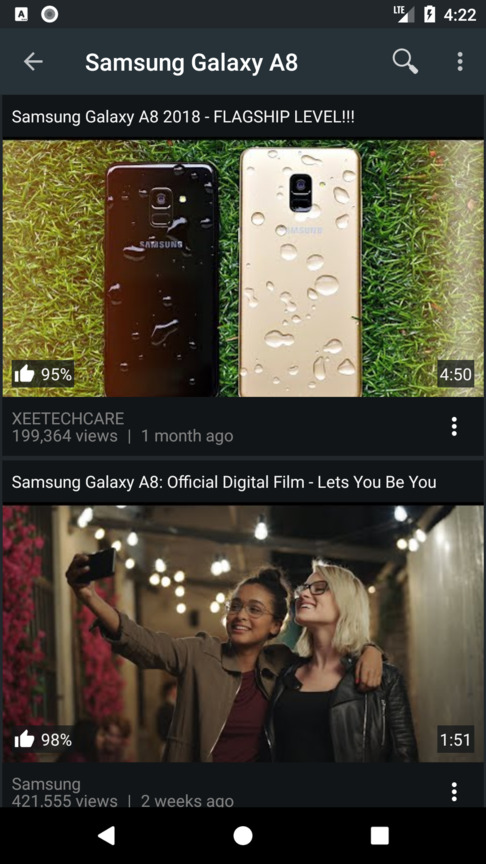 LTE 4:22
Samsung Galaxy A8
Samsung Galaxy A8 2018 - FLAGSHIP LEVEL!!!
SAMSUNG
SAMSUNG
95%
4:50
XEETECHCARE
199,364 views | 1 month ago
Samsung Galaxy A8: Official Digital Film - Lets You Be You
98%
1:51
Samsung
421,555 views | 2 weeks ago